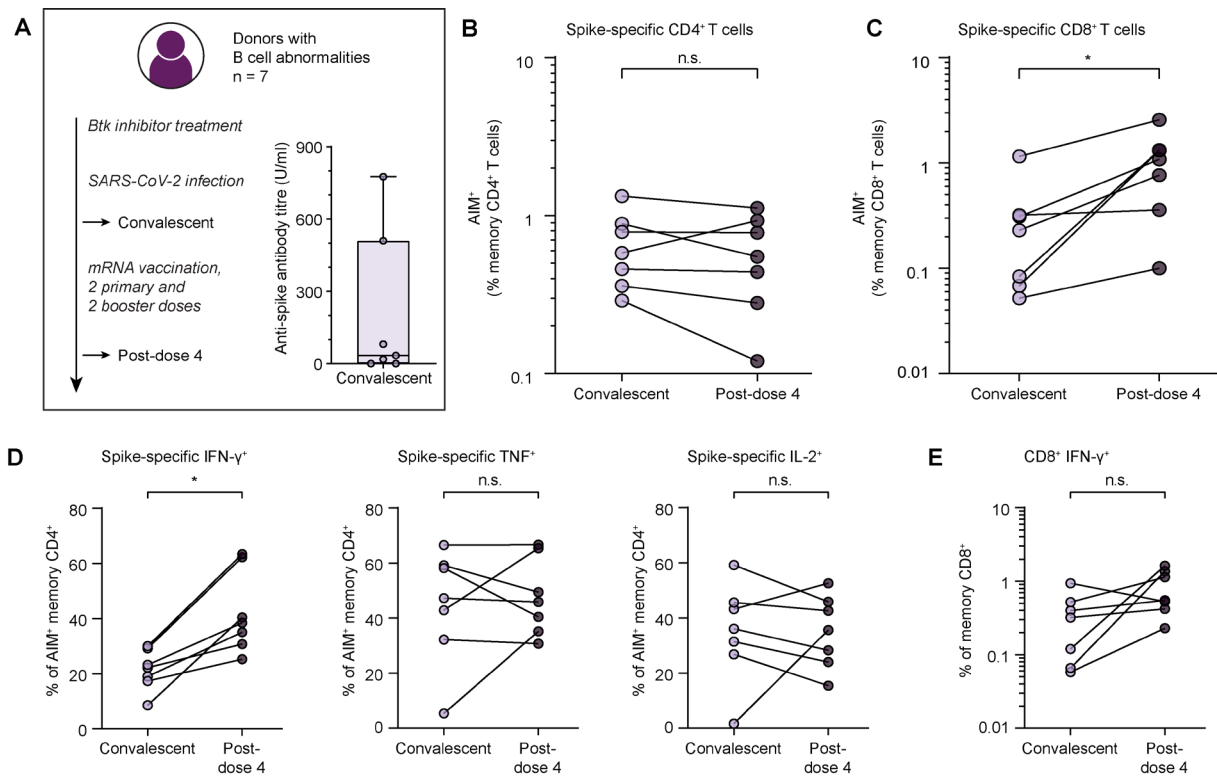 A
Donors with
B cell abnormalities
n = 7
Btk inhibitor treatment
SARS-CoV-2 infection
Convalescent
mRNA vaccination,
2 primary and
2 booster doses
Post-dose 4
Anti-spike antibody titre (U/ml)
900
600
300
0
Convalescent
B
Spike-specific CD4⁺ T cells
n.s.
AIM⁺
(% memory CD4⁺ T cells)
10
1
0.1
Convalescent
Post-dose 4
C
Spike-specific CD8⁺ T cells
*
AIM⁺
(% memory CD8⁺ T cells)
10
1
0.1
0.01
Convalescent
Post-dose 4
D
Spike-specific IFN-γ⁺
*
% of AIM⁺ memory CD4⁺
80
60
40
20
0
Convalescent
Post-
dose 4
Spike-specific TNF⁺
n.s.
% of AIM⁺ memory CD4⁺
80
60
40
20
0
Convalescent
Post-
dose 4
Spike-specific IL-2⁺
n.s.
% of AIM⁺ memory CD4⁺
80
60
40
20
0
Convalescent
Post-
dose 4
E
CD8⁺ IFN-γ⁺
n.s.
% of memory CD8⁺
10
1
0.1
0.01
Convalescent
Post-
dose 4